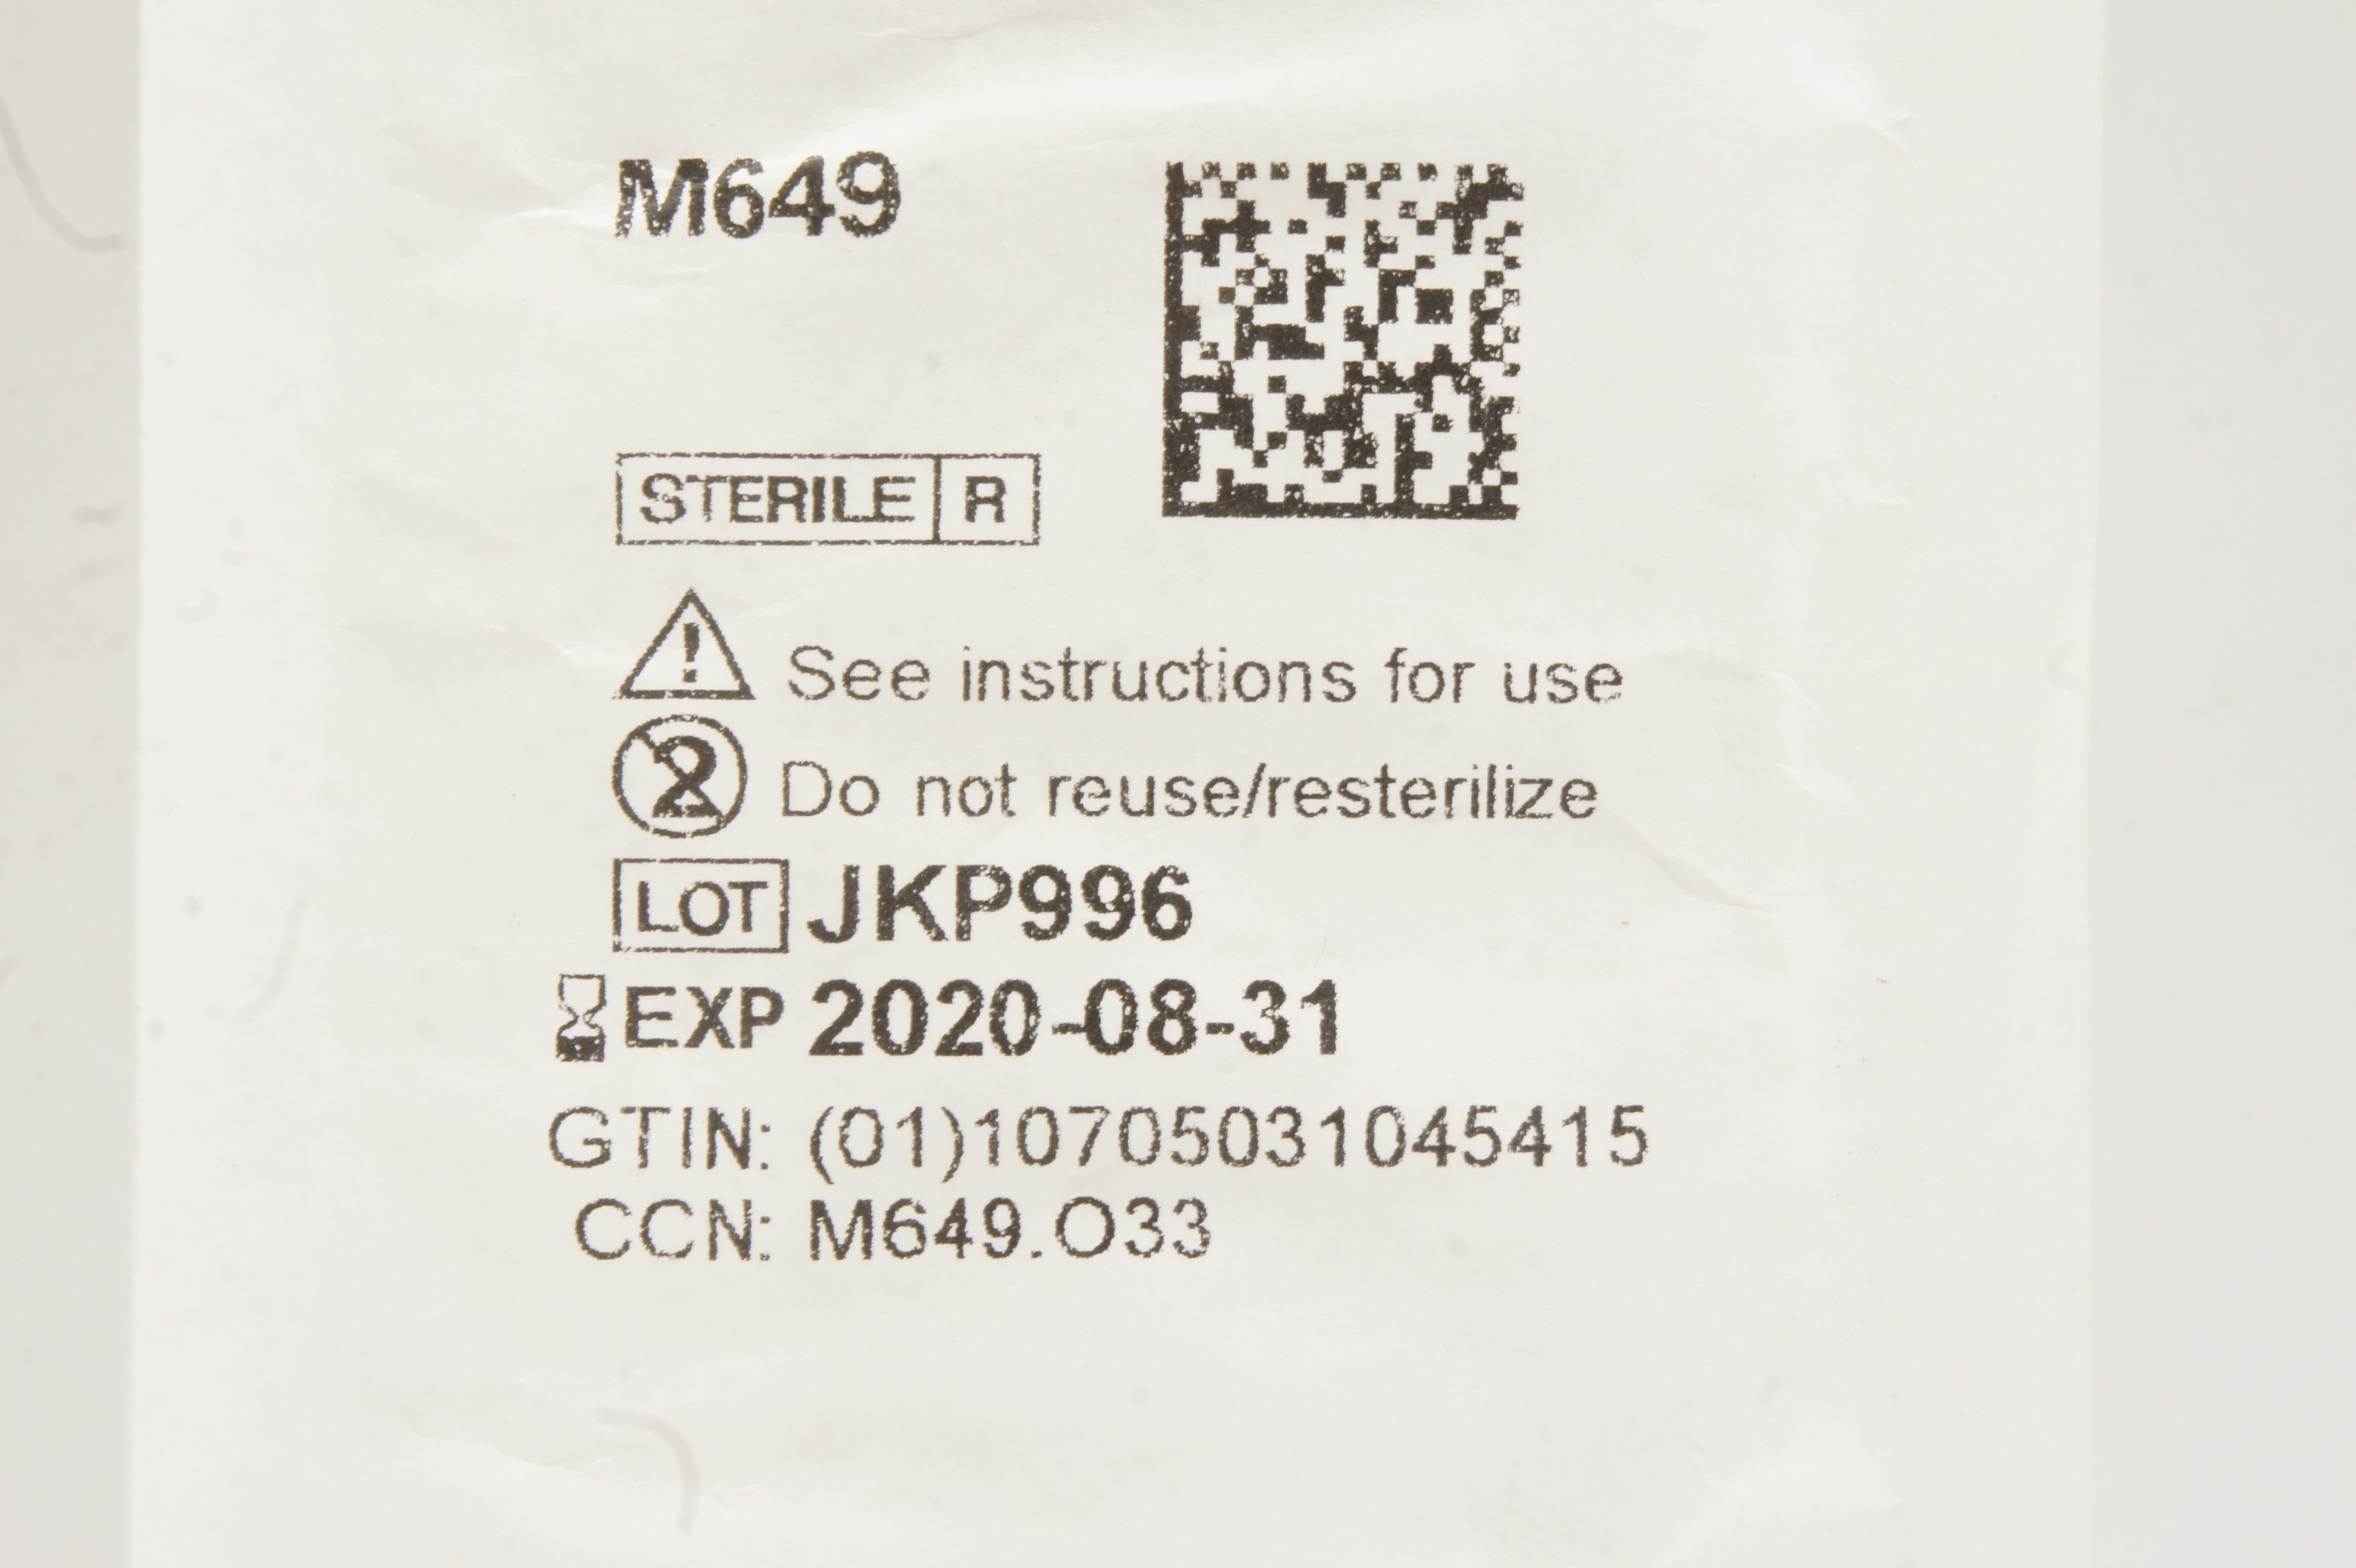 M649
STERILE R
! See instructions for use
2 Do not reuse/resterilize
LOT JKP996
EXP 2020-08-31
GTIN: (01)10705031045415
CCN: M649.O33